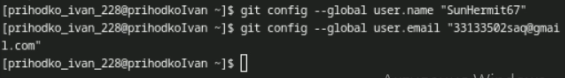 [prihodko_ivan_228@prihodkoIvan ~]$ git config --global user.name "SunHermit67"
[prihodko_ivan_228@prihodkoIvan ~]$ git config --global user.email "33133502saq@gmai
l.com"
[prihodko_ivan_228@prihodkoIvan ~]$